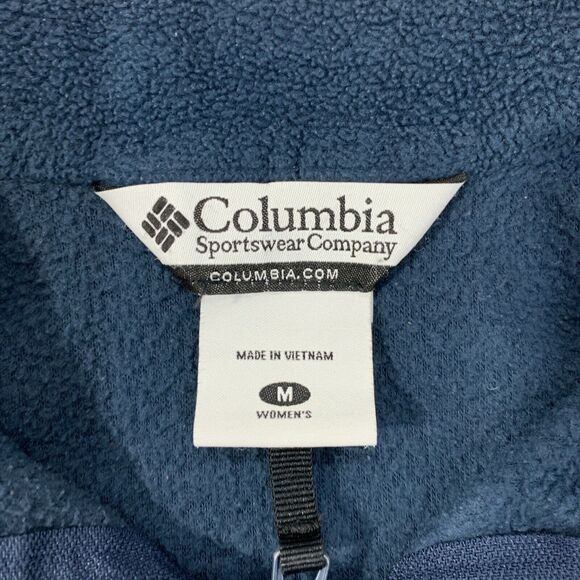 Columbia
Sportswear Company
COLUMBIA.COM
MADE IN VIETNAM
M
WOMEN'S